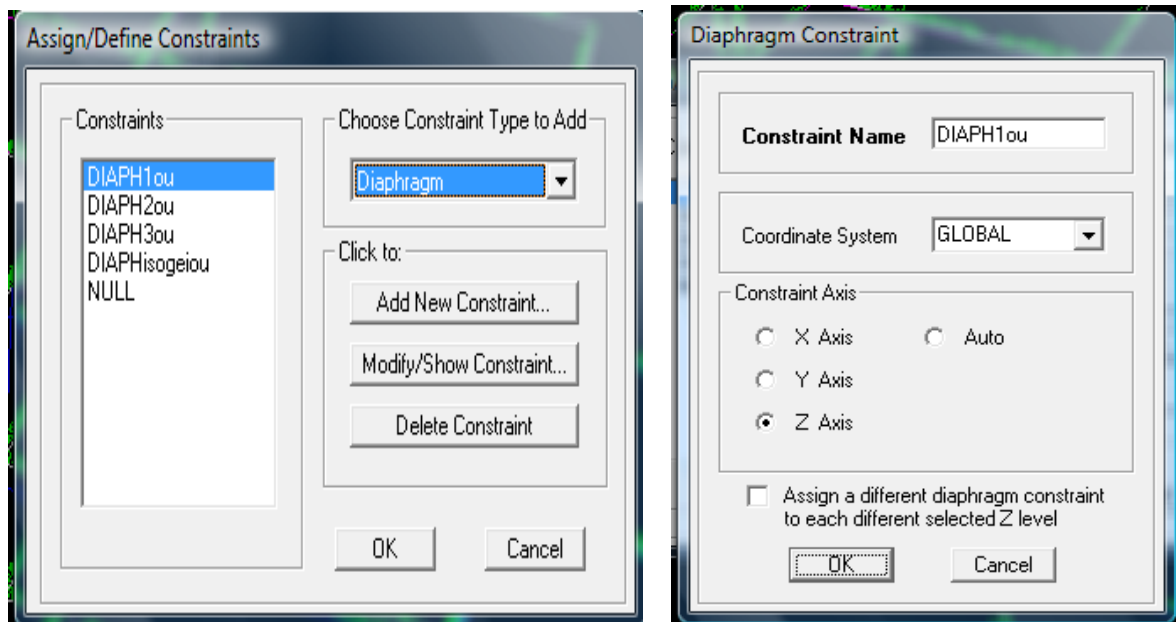 Assign/Define Constraints
Constraints
DIAPH1ou
DIAPH2ou
DIAPH3ou
DIAPHisogeiou
NULL
Choose Constraint Type to Add
Diaphragm
Click to:
Add New Constraint...
Modify/Show Constraint...
Delete Constraint
OK
Cancel
Diaphragm Constraint
Constraint Name
DIAPH1ou
Coordinate System
GLOBAL
Constraint Axis
X Axis
Auto
Y Axis
Z Axis
Assign a different diaphragm constraint
to each different selected Z level
OK
Cancel